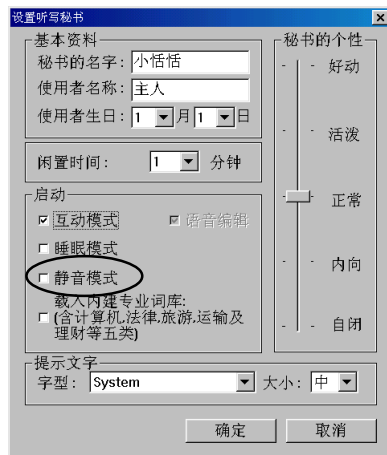 设置听写秘书
基本资料
秘书的名字: 小恬恬
使用者名称: 主人
使用者生日: 1 月 1 日
闲置时间: 1 分钟
启动
互动模式 语音编辑
睡眠模式
静音模式
载入内建专业词库:
(含计算机,法律,旅游,运输及
理财等五类)
秘书的个性
好动
活泼
正常
内向
自闭
提示文字
字型: System 大小: 中
确定 取消